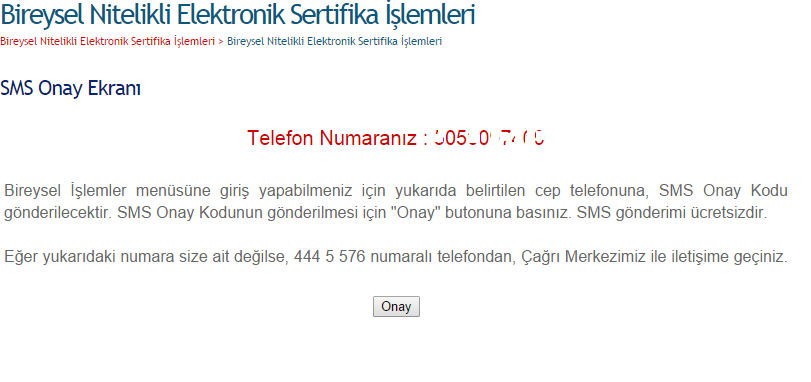 Bireysel Nitelikli Elektronik Sertifika İşlemleri
Bireysel Nitelikli Elektronik Sertifika İşlemleri > Bireysel Nitelikli Elektronik Sertifika İşlemleri
SMS Onay Ekranı
Telefon Numaranız :
Bireysel İşlemler menüsüne giriş yapabilmeniz için yukarıda belirtilen cep telefonuna, SMS Onay Kodu
gönderilecektir. SMS Onay Kodunun gönderilmesi için "Onay" butonuna basınız. SMS gönderimi ücretsizdir.
Eğer yukarıdaki numara size ait değilse, 444 5 576 numaralı telefondan, Çağrı Merkezimiz ile iletişime geçiniz.
Onay